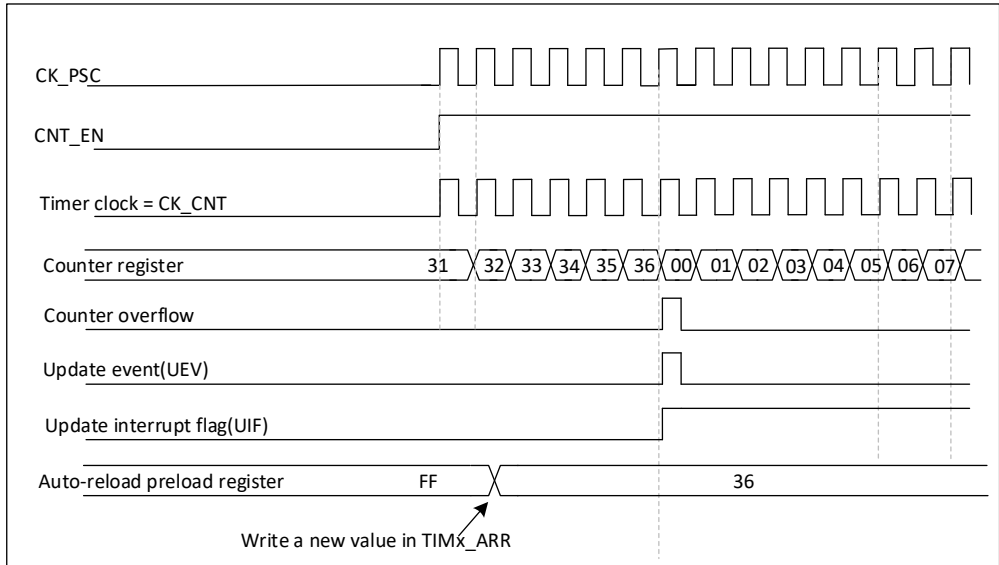 CK_PSC
CNT_EN
Timer clock = CK_CNT
Counter register 31 32 33 34 35 36 00 01 02 03 04 05 06 07
Counter overflow
Update event(UEV)
Update interrupt flag(UIF)
Auto-reload preload register FF 36
Write a new value in TIMx_ARR